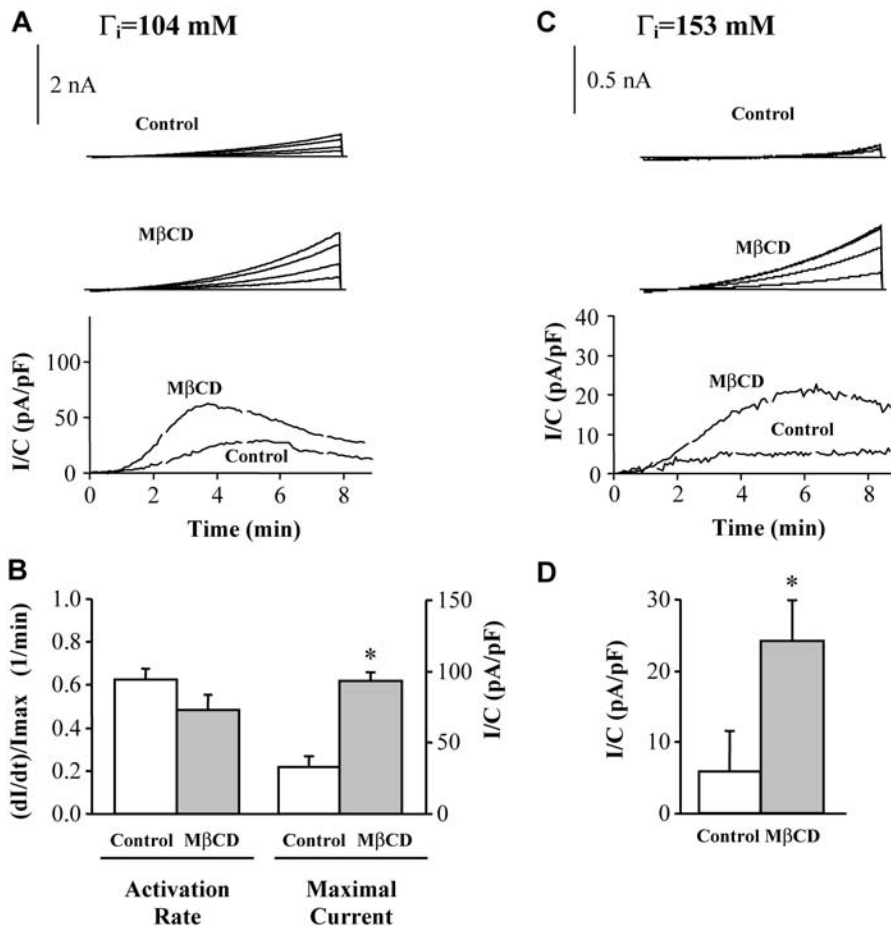 A
Γi=104 mM
2 nA
Control
MβCD
100
50
0
I/C (pA/pF)
MβCD
Control
0 2 4 6 8
Time (min)
C
Γi=153 mM
0.5 nA
Control
MβCD
40
30
20
10
0
I/C (pA/pF)
MβCD
Control
0 2 4 6 8
Time (min)
B
(dI/dt)/Imax (1/min)
1.0
0.8
0.6
0.4
0.2
0.0
*
150
100
50
0
I/C (pA/pF)
Control MβCD Control MβCD
Activation
Rate
Maximal
Current
D
I/C (pA/pF)
30
20
10
0
*
Control MβCD